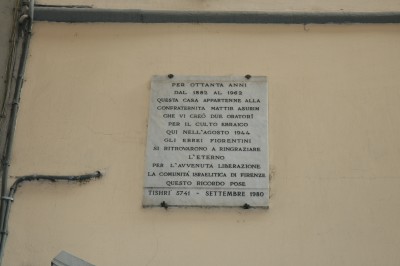 PER OTTANTA ANNI
DAL 1882 AL 1962
QUESTA CASA APPARTENNE ALLA
CONFRATERNITA MATTIR ASURIM
CHE VI CREÒ DUE ORATORÎ
PER IL CULTO EBRAICO
QUI NELL'AGOSTO 1944
GLI EBREI FIORENTINI
SI RITROVARONO A RINGRAZIARE
L'ETERNO
PER L'AVVENUTA LIBERAZIONE
LA COMUNITÀ ISRAELITICA DI FIRENZE
QUESTO RICORDO POSE
TISHRI 5741 - SETTEMBRE 1980